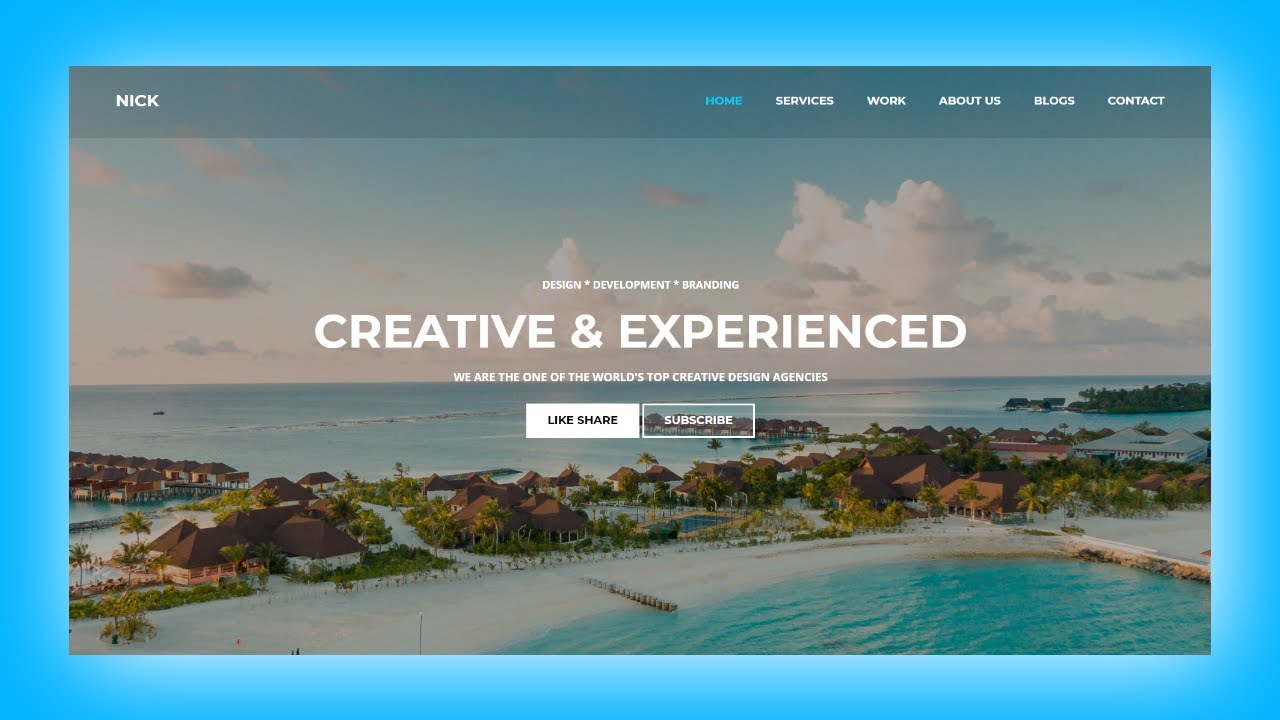 NICK HOME SERVICES WORK ABOUT US BLOGS CONTACT
DESIGN * DEVELOPMENT * BRANDING
CREATIVE & EXPERIENCED
WE ARE THE ONE OF THE WORLD'S TOP CREATIVE DESIGN AGENCIES
LIKE SHARE SUBSCRIBE